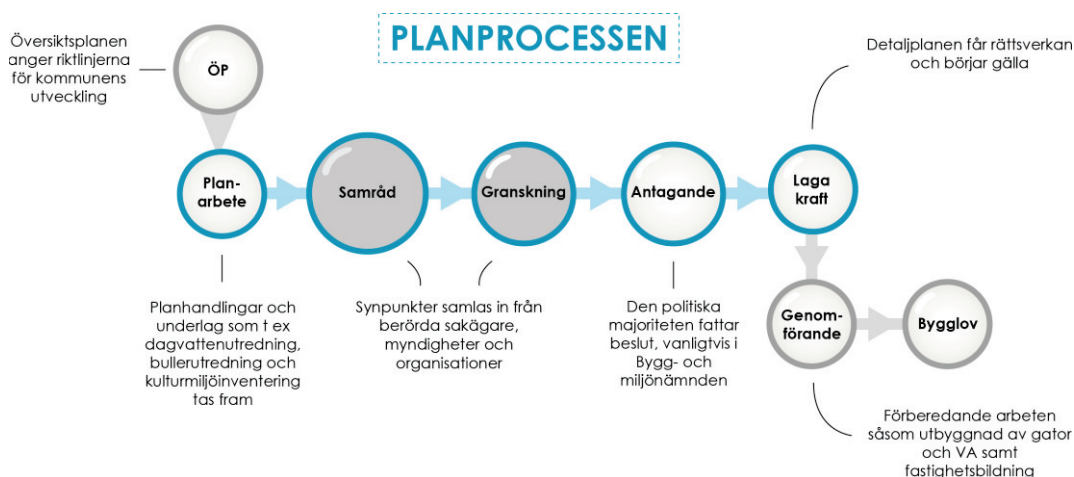 PLANPROCESSEN
Översiktsplanen
anger riktlinjerna
för kommunens
utveckling
ÖP
Detaljplanen får rättsverkan
och börjar gälla
Plan-
arbete
Samråd
Granskning
Antagande
Laga
kraft
Planhandlingar och
underlag som t ex
dagvattenutredning,
bullerutredning och
kulturmiljöinventering
tas fram
Synpunkter samlas in från
berörda sakägare,
myndigheter och
organisationer
Den politiska
majoriteten fattar
beslut, vanligtvis i
Bygg- och
miljönämnden
Genom-
förande
Bygglov
Förberedande arbeten
såsom utbyggnad av gator
och VA samt
fastighetsbildning